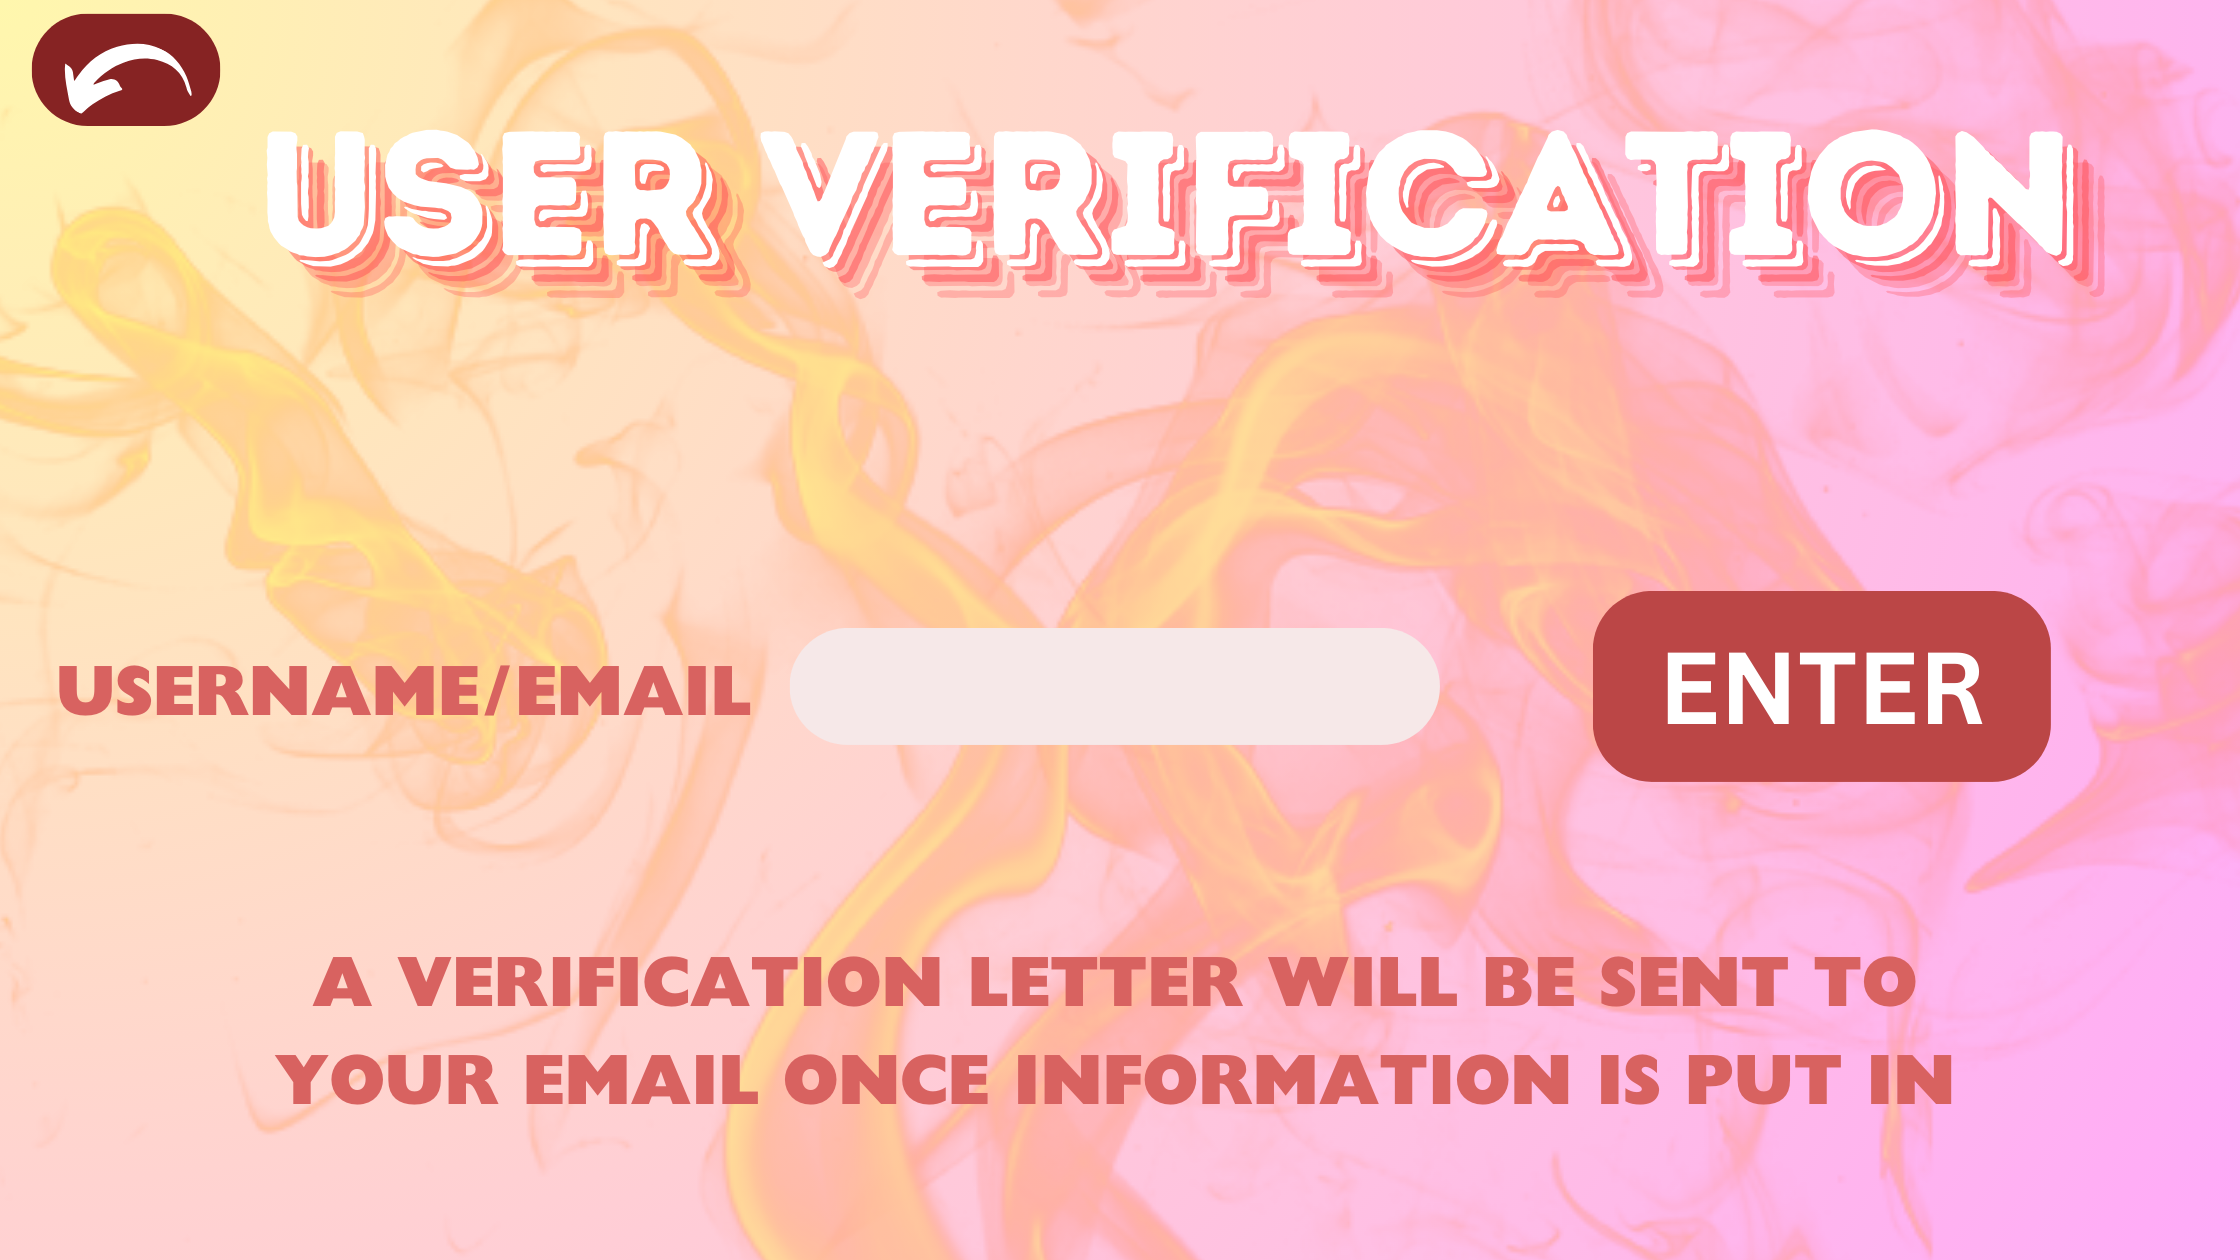 USER VERIFICATION
USERNAME/EMAIL
ENTER
A VERIFICATION LETTER WILL BE SENT TO
YOUR EMAIL ONCE INFORMATION IS PUT IN